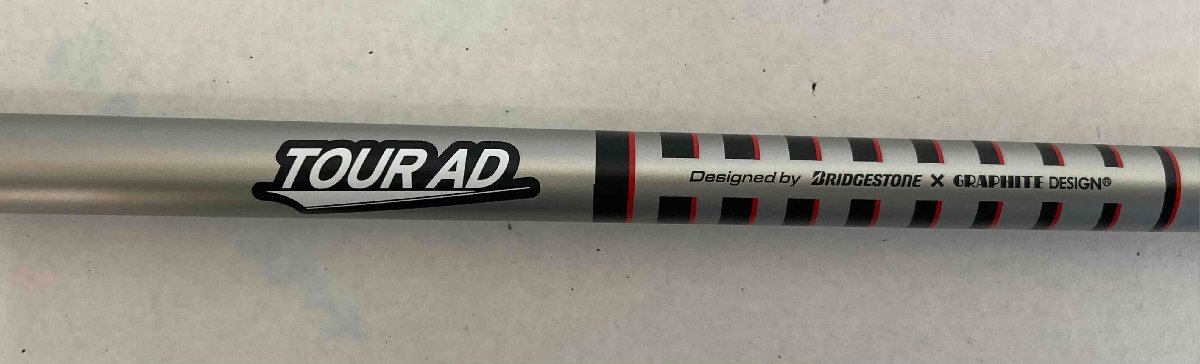 TOUR AD
Designed by BRIDGESTONE X GRAPHITE DESIGN®